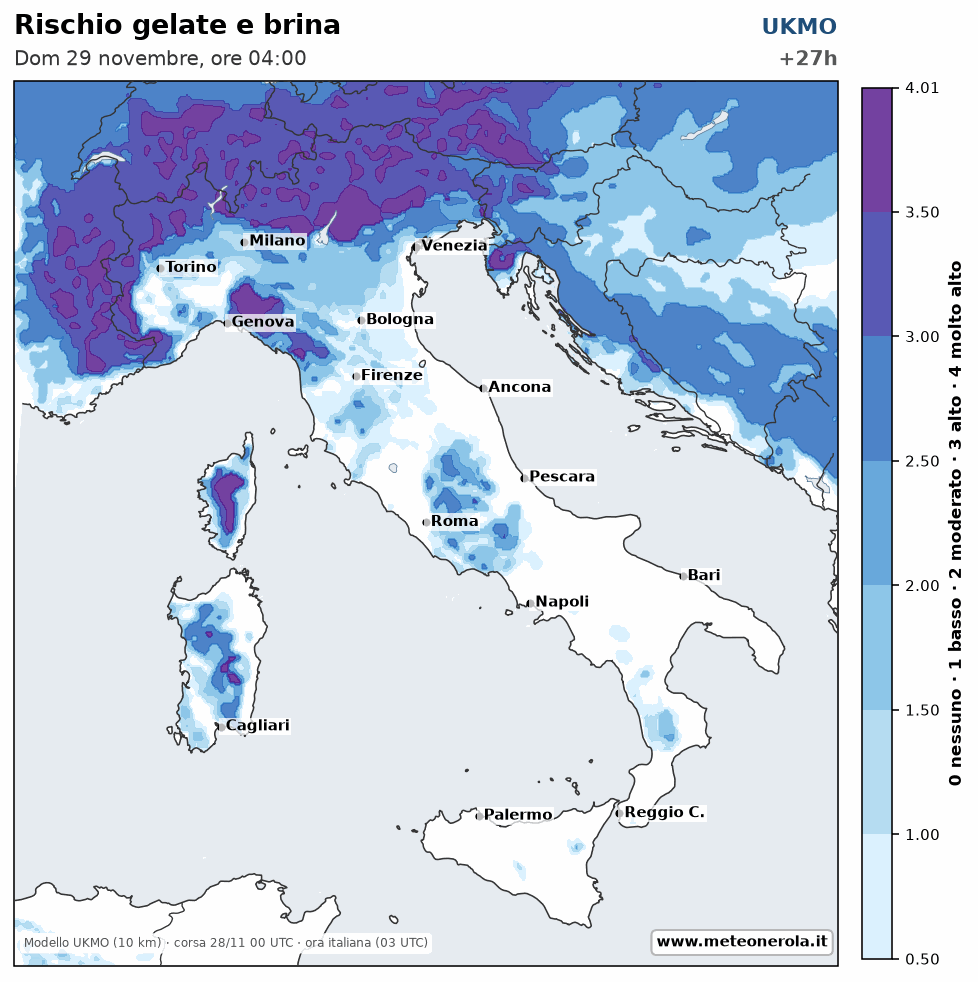 Rischio gelate e brina
UKMO
Dom 29 novembre, ore 04:00
+27h
4.01
3.50
3.00
2.50
2.00
1.50
1.00
0.50
0 nessuno · 1 basso · 2 moderato · 3 alto · 4 molto alto
Milano
Venezia
Torino
Genova
Bologna
Firenze
Ancona
Pescara
Roma
Bari
Napoli
Cagliari
Palermo
Reggio C.
Modello UKMO (10 km) · corsa 28/11 00 UTC · ora italiana (03 UTC)
www.meteonerola.it